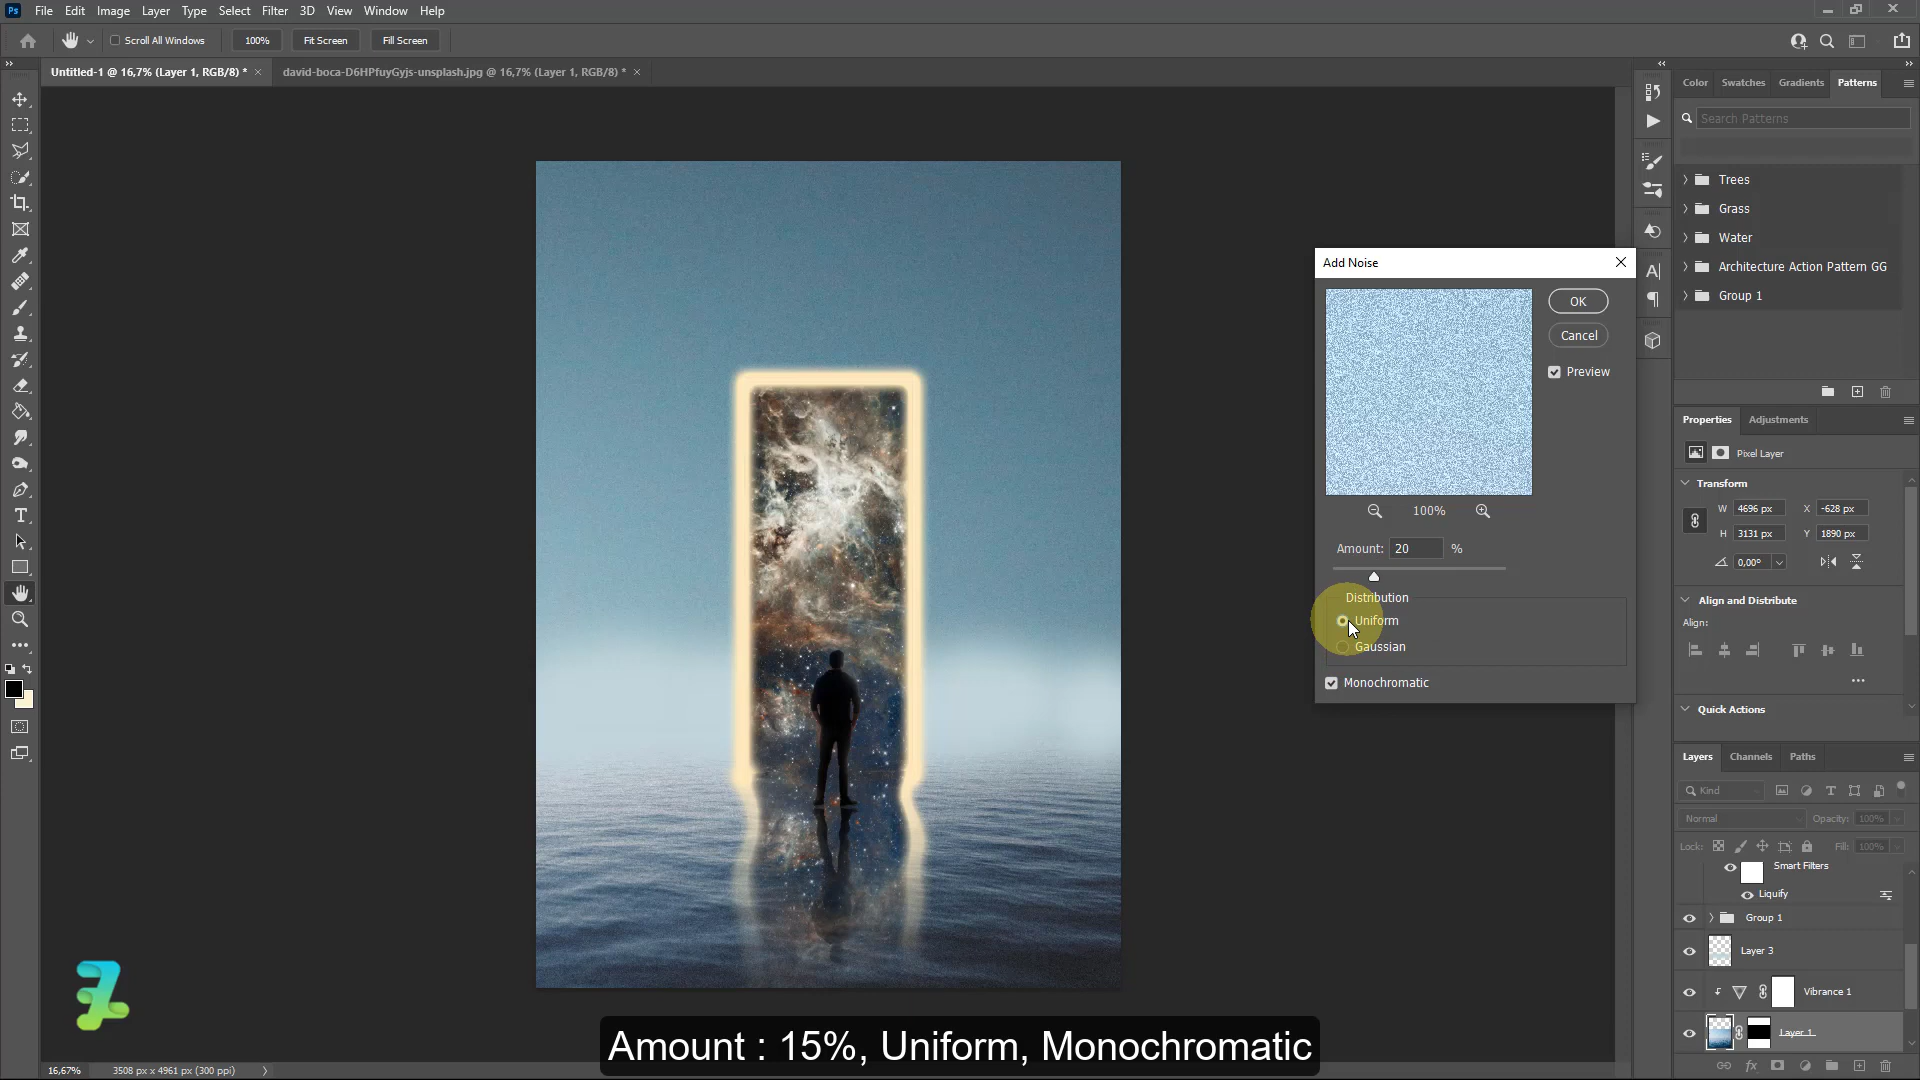 Ps File Edit Image Layer Type Select Filter 3D View Window Help
Scroll All Windows 100% Fit Screen Fill Screen
Untitled-1 @ 16,7% (Layer 1, RGB/8) * david-boca-D6HPfuyGyjs-unsplash.jpg @ 16,7% (Layer 1, RGB/8) *
Color Swatches Gradients Patterns
Search Patterns
Trees
Grass
Water
Architecture Action Pattern GG
Group 1
Add Noise
OK
Cancel
Preview
100%
Amount: 20 %
Distribution
Uniform
Gaussian
Monochromatic
Properties Adjustments
Pixel Layer
Transform
W 4696 px X -628 px
H 3131 px Y 1890 px
0,00°
Align and Distribute
Align:
Quick Actions
Layers Channels Paths
Kind
Normal Opacity: 100%
Lock: Fill: 100%
Smart Filters
Liquify
Group 1
Layer 3
Vibrance 1
Layer 1
Amount : 15%, Uniform, Monochromatic
16,67% 3508 px x 4961 px (300 ppi)